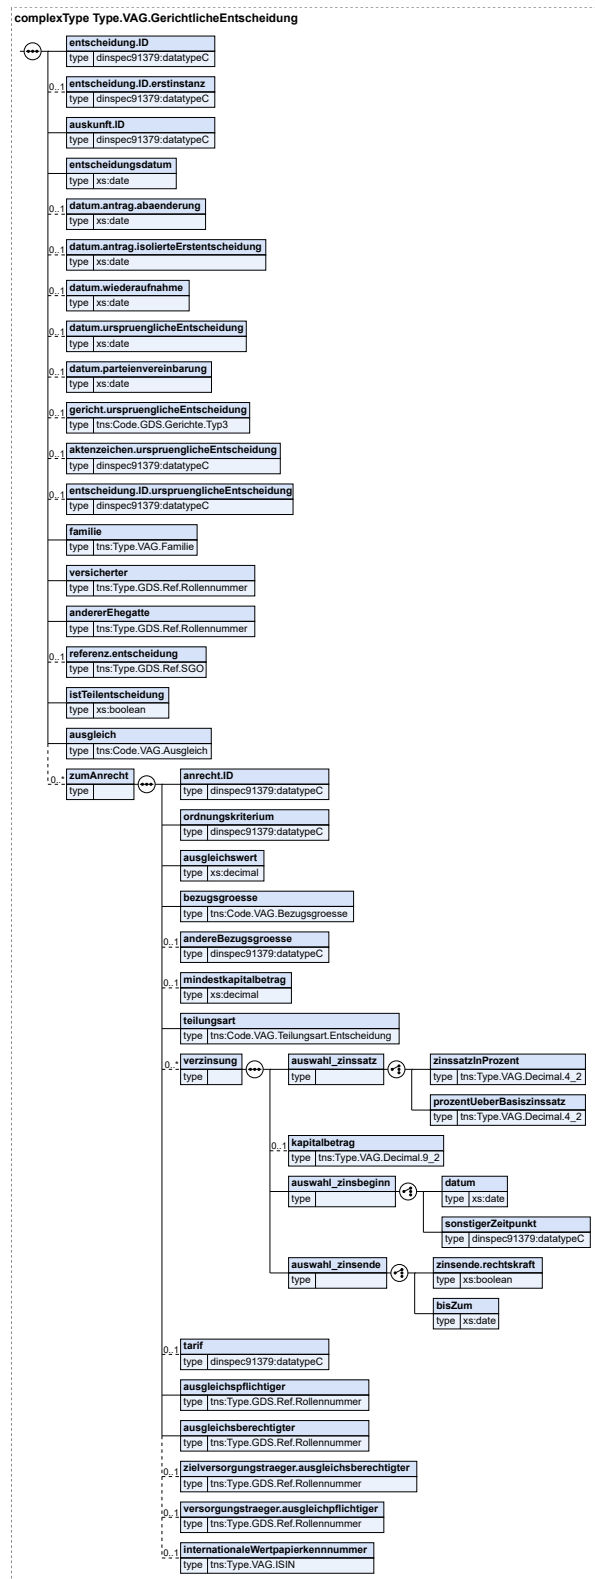 complexType Type.VAG.GerichtlicheEntscheidung
entscheidung.ID
type dinspec91379:datatypeC
0..1 entscheidung.ID.erstinstanz
type dinspec91379:datatypeC
auskunft.ID
type dinspec91379:datatypeC
entscheidungsdatum
type xs:date
0..1 datum.antrag.abaenderung
type xs:date
0..1 datum.antrag.isolierteErstentscheidung
type xs:date
0..1 datum.wiederaufnahme
type xs:date
0..1 datum.urspruenglicheEntscheidung
type xs:date
0..1 datum.parteienvereinbarung
type xs:date
0..1 gericht.urspruenglicheEntscheidung
type tns:Code.GDS.Gerichte.Typ3
0..1 aktenzeichen.urspruenglicheEntscheidung
type dinspec91379:datatypeC
0..1 entscheidung.ID.urspruenglicheEntscheidung
type dinspec91379:datatypeC
familie
type tns:Type.VAG.Familie
versicherter
type tns:Type.GDS.Ref.Rollennummer
andererEhegatte
type tns:Type.GDS.Ref.Rollennummer
0..1 referenz.entscheidung
type tns:Type.GDS.Ref.SGO
istTeilentscheidung
type xs:boolean
ausgleich
type tns:Code.VAG.Ausgleich
0..* zumAnrecht
type
anrecht.ID
type dinspec91379:datatypeC
ordnungskriterium
type dinspec91379:datatypeC
ausgleichswert
type xs:decimal
bezugsgroesse
type tns:Code.VAG.Bezugsgroesse
0..1 andereBezugsgroesse
type dinspec91379:datatypeC
0..1 mindestkapitalbetrag
type xs:decimal
teilungsart
type tns:Code.VAG.Teilungsart.Entscheidung
0..* verzinsung
type
auswahl_zinssatz
type
zinssatzInProzent
type tns:Type.VAG.Decimal.4_2
prozentUeberBasiszinssatz
type tns:Type.VAG.Decimal.4_2
0..1 kapitalbetrag
type tns:Type.VAG.Decimal.9_2
auswahl_zinsbeginn
type
datum
type xs:date
sonstigerZeitpunkt
type dinspec91379:datatypeC
auswahl_zinsende
type
zinsende.rechtskraft
type xs:boolean
bisZum
type xs:date
0..1 tarif
type dinspec91379:datatypeC
ausgleichspflichtiger
type tns:Type.GDS.Ref.Rollennummer
ausgleichsberechtigter
type tns:Type.GDS.Ref.Rollennummer
0..1 zielversorgungstraeger.ausgleichsberechtigter
type tns:Type.GDS.Ref.Rollennummer
0..1 versorgungstraeger.ausgleichpflichtiger
type tns:Type.GDS.Ref.Rollennummer
0..1 internationaleWertpapierkennnummer
type tns:Type.VAG.ISIN